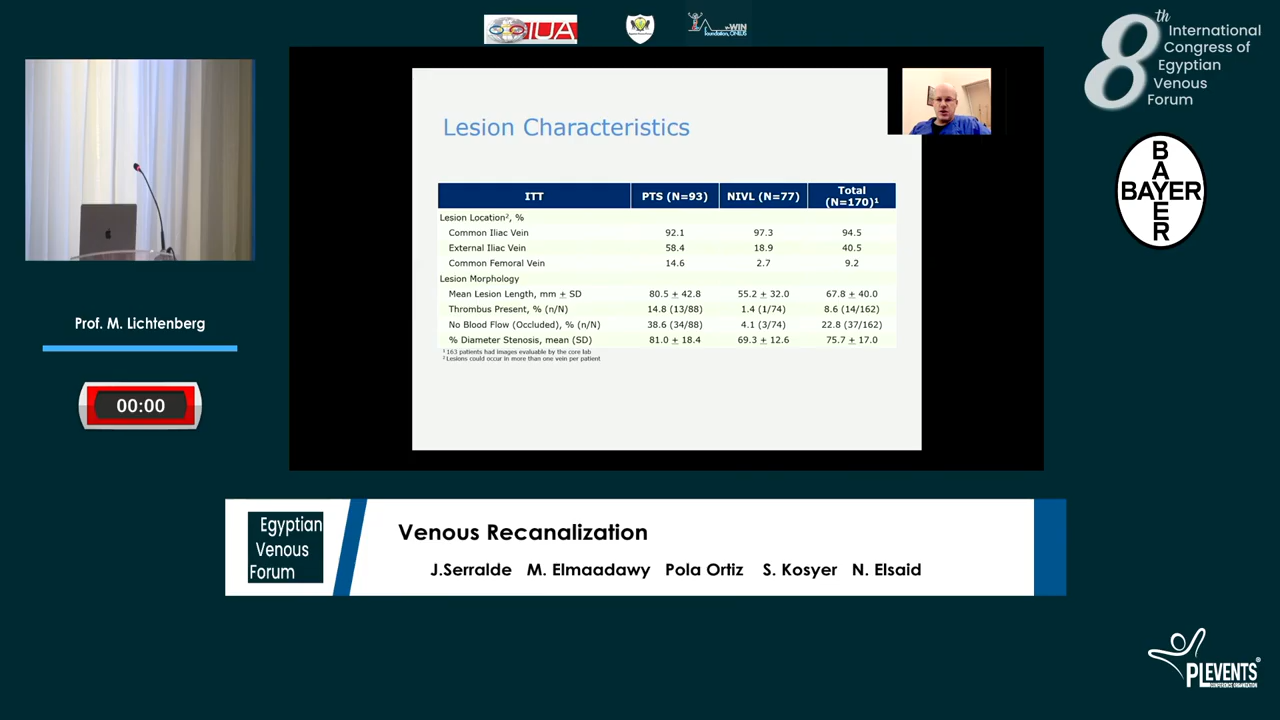 IUA
WIN
foundation, ONLUS
8th International
Congress of
Egyptian
Venous
Forum
BAYER
BAYER
Prof. M. Lichtenberg
00:00
Lesion Characteristics
ITT PTS (N=93) NIVL (N=77) Total (N=170)¹
Lesion Location², %
Common Iliac Vein 92.1 97.3 94.5
External Iliac Vein 58.4 18.9 40.5
Common Femoral Vein 14.6 2.7 9.2
Lesion Morphology
Mean Lesion Length, mm ± SD 80.5 ± 42.8 55.2 ± 32.0 67.8 ± 40.0
Thrombus Present, % (n/N) 14.8 (13/88) 1.4 (1/74) 8.6 (14/162)
No Blood Flow (Occluded), % (n/N) 38.6 (34/88) 4.1 (3/74) 22.8 (37/162)
% Diameter Stenosis, mean (SD) 81.0 ± 18.4 69.3 ± 12.6 75.7 ± 17.0
¹ 163 patients had images evaluable by the core lab
² Lesions could occur in more than one vein per patient
Egyptian
Venous
Forum
Venous Recanalization
J.Serralde M. Elmaadawy Pola Ortiz S. Kosyer N. Elsaid
PLEVENTS®
CONFERENCE ORGANIZATION